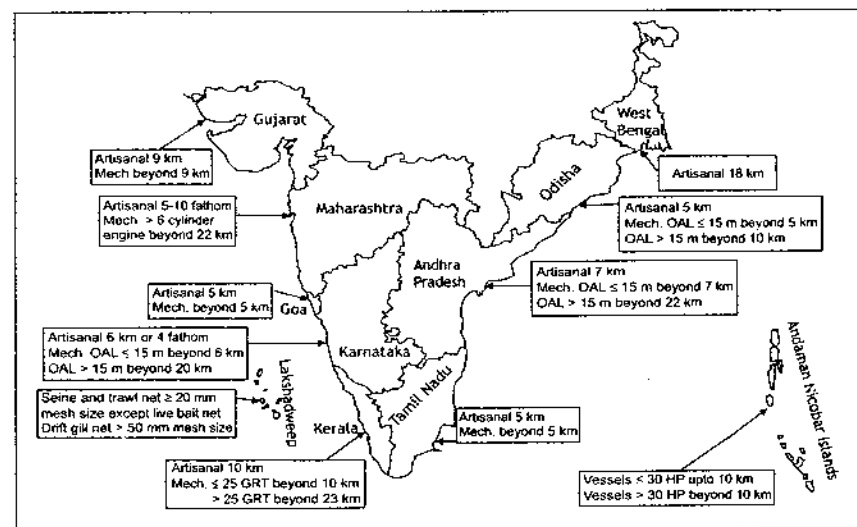 Gujarat
West
Bengal
Artisanal 9 km
Mech beyond 9 km
Artisanal 18 km
Odisha
Artisanal 5-10 fathom
Mech. > 6 cylinder
engine beyond 22 km
Maharashtra
Artisanal 5 km
Mech. OAL ≤ 15 m beyond 5 km
OAL > 15 m beyond 10 km
Andhra
Pradesh
Artisanal 7 km
Mech. OAL ≤ 15 m beyond 7 km
OAL > 15 m beyond 22 km
Artisanal 5 km
Mech. beyond 5 km
Goa
Artisanal 6 km or 4 fathom
Mech. OAL ≤ 15 m beyond 6 km
OAL > 15 m beyond 20 km
Karnataka
Lakshadweep
Tamil Nadu
Andaman Nicobar Islands
Seine and trawl net ≥ 20 mm
mesh size except live bait net
Drift gill net > 50 mm mesh size
Kerala
Artisanal 5 km
Mech. beyond 5 km
Artisanal 10 km
Mech. ≤ 25 GRT beyond 10 km
> 25 GRT beyond 23 km
Vessels ≤ 30 HP upto 10 km
Vessels > 30 HP beyond 10 km